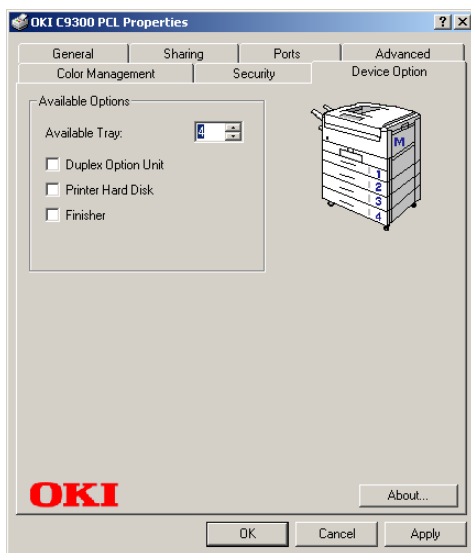 OKI C9300 PCL Properties
General Sharing Ports Advanced
Color Management Security Device Option
Available Options
Available Tray: 4
Duplex Option Unit
Printer Hard Disk
Finisher
M
1
2
3
4
OKI
About...
OK Cancel Apply